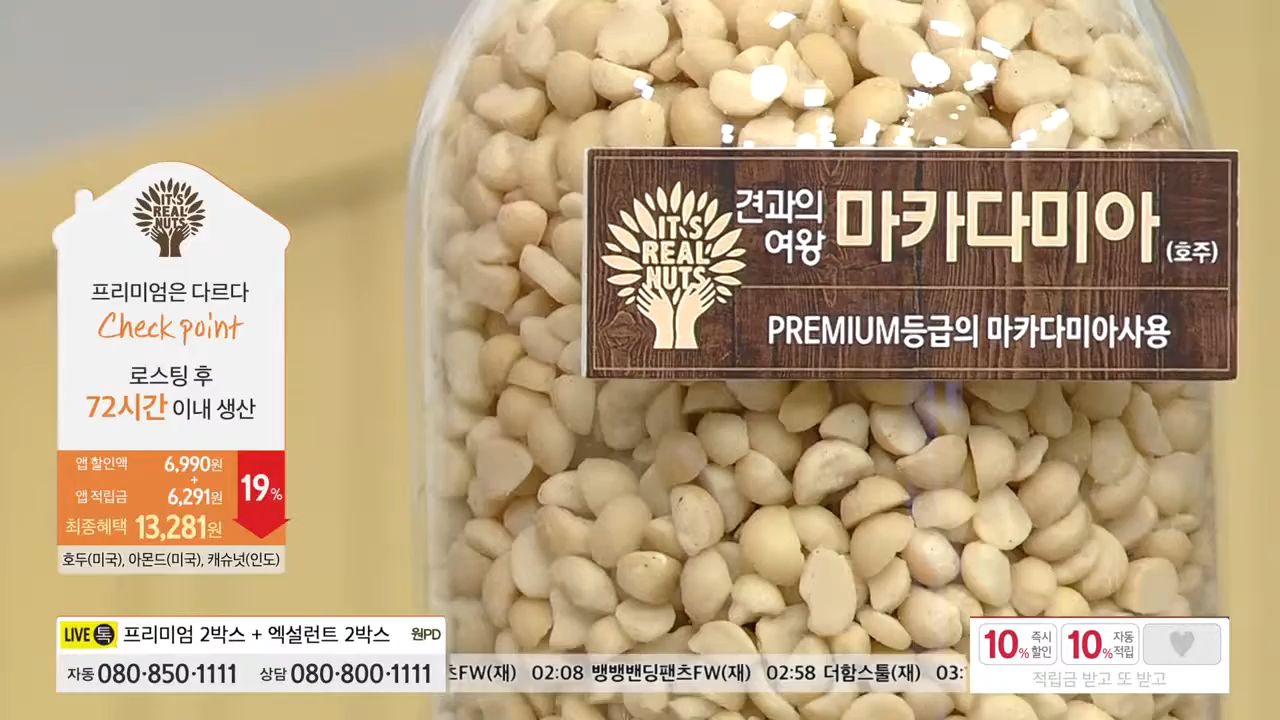 IT'S
REAL
NUTS
프리미엄은 다르다
Check point
로스팅 후
72시간 이내 생산
앱 할인액 6,990원
+
앱 적립금 6,291원
최종혜택 13,281원
19%
호두(미국), 아몬드(미국), 캐슈넛(인도)
IT'S
REAL
NUTS
견과의
여왕
마카다미아
(호주)
PREMIUM등급의 마카다미아사용
LIVE 톡 프리미엄 2박스 + 엑설런트 2박스 원PD
자동 080·850·1111 상담 080·800·1111
츠FW(재) 02:08 뱅뱅밴딩팬츠FW(재) 02:58 더함스툴(재)
10% 즉시 할인
10% 자동 적립
적립금 받고 또 받고